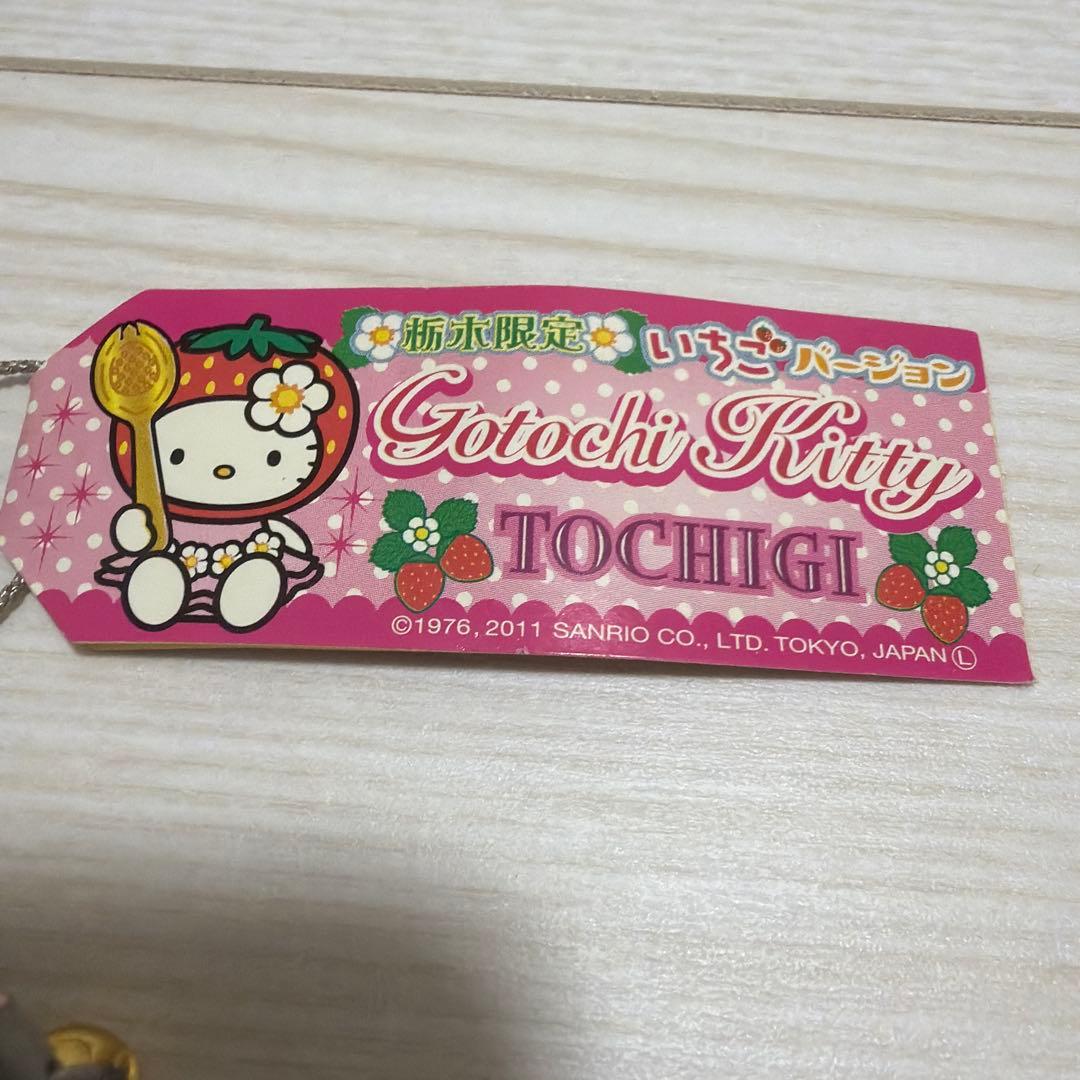 栃木限定 いちごバージョン
Gotochi Kitty
TOCHIGI
©1976, 2011 SANRIO CO., LTD. TOKYO, JAPAN Ⓛ